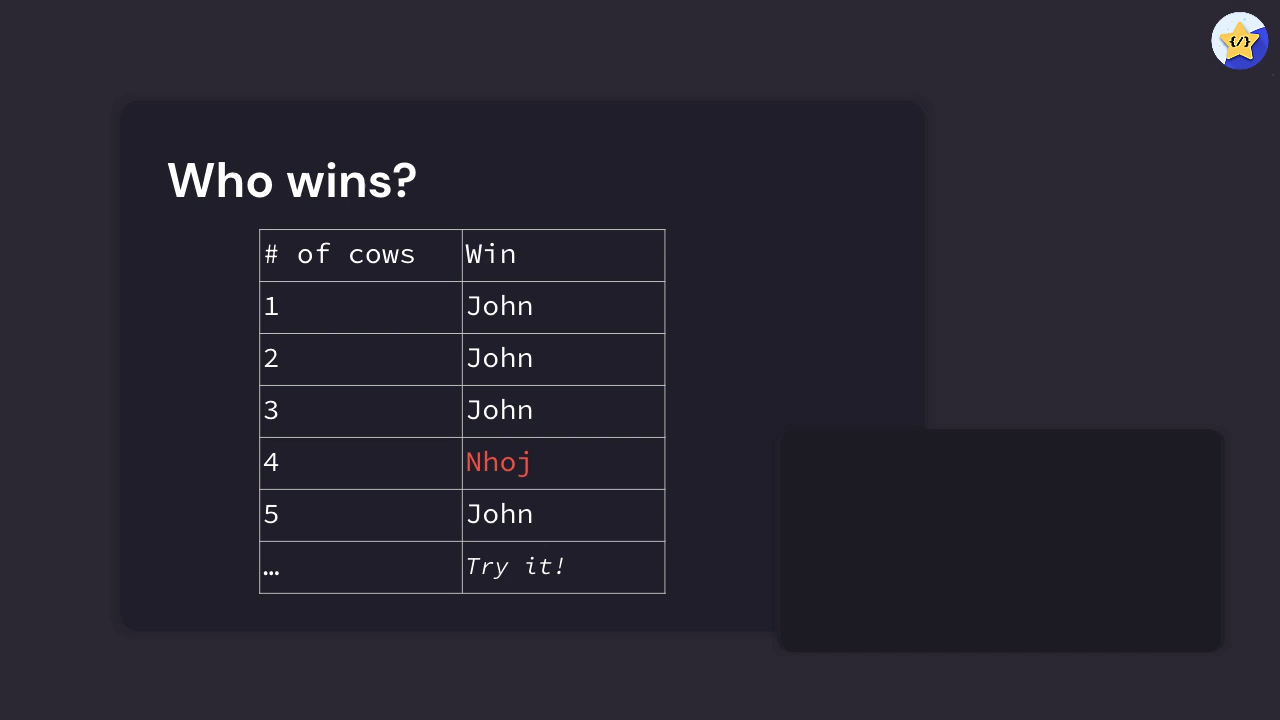 {/}
Who wins?
# of cows Win
1 John
2 John
3 John
4 Nhoj
5 John
… Try it!